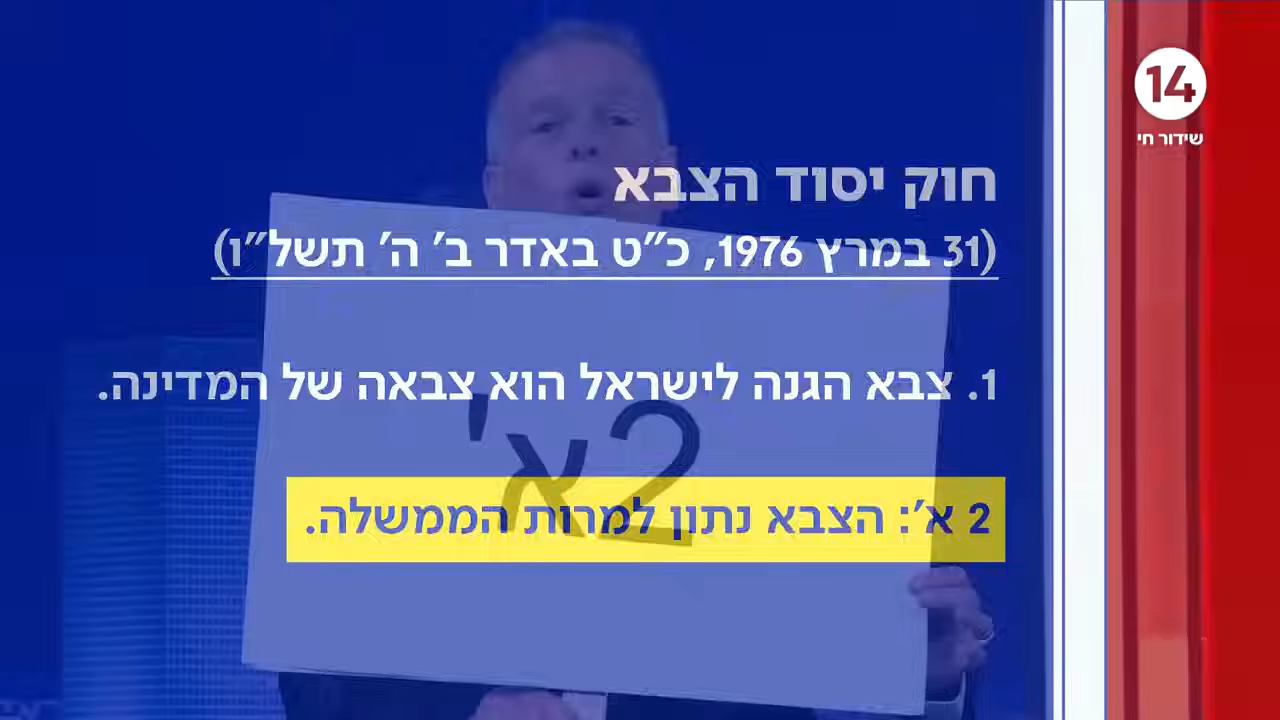 14
שידור חי
חוק יסוד הצבא
(31 במרץ 1976, כ"ט באדר ב' ה' תשל"ו)
1. צבא הגנה לישראל הוא צבאה של המדינה.
2א'
2 א': הצבא נתון למרות הממשלה.